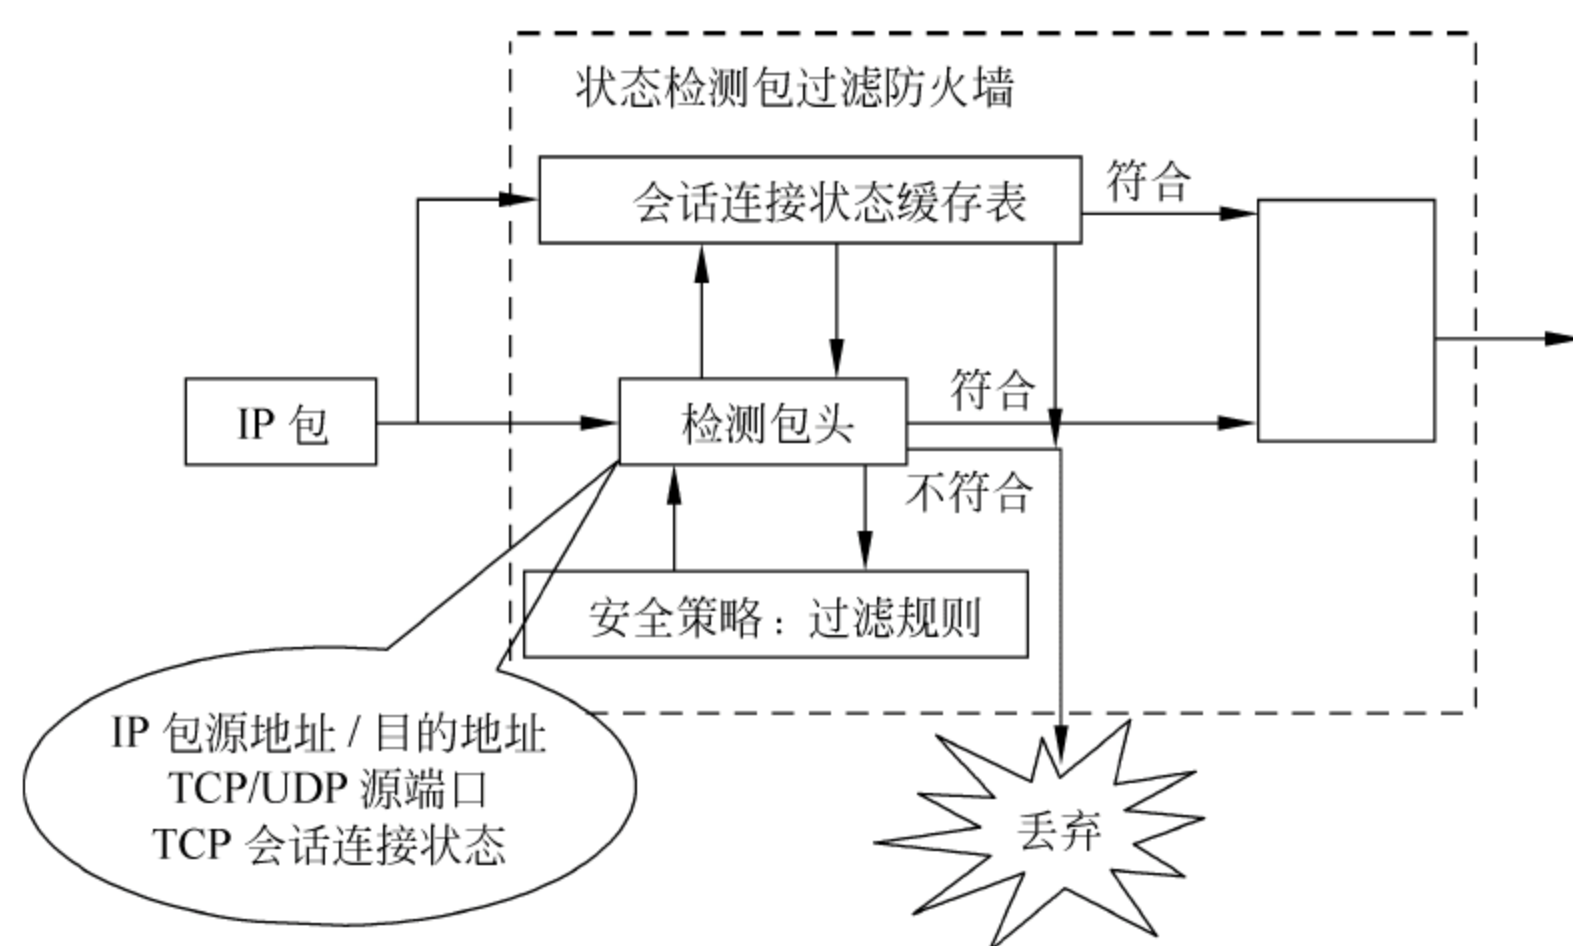 状态检测包过滤防火墙
会话连接状态缓存表
符合
IP 包
检测包头
符合
不符合
安全策略：过滤规则
IP 包源地址 / 目的地址
TCP/UDP 源端口
TCP 会话连接状态
丢弃